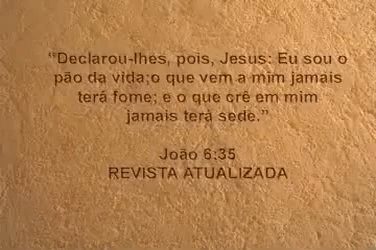 “Declarou-lhes, pois, Jesus: Eu sou o
pão da vida;o que vem a mim jamais
terá fome; e o que crê em mim
jamais terá sede.”
João 6:35
REVISTA ATUALIZADA